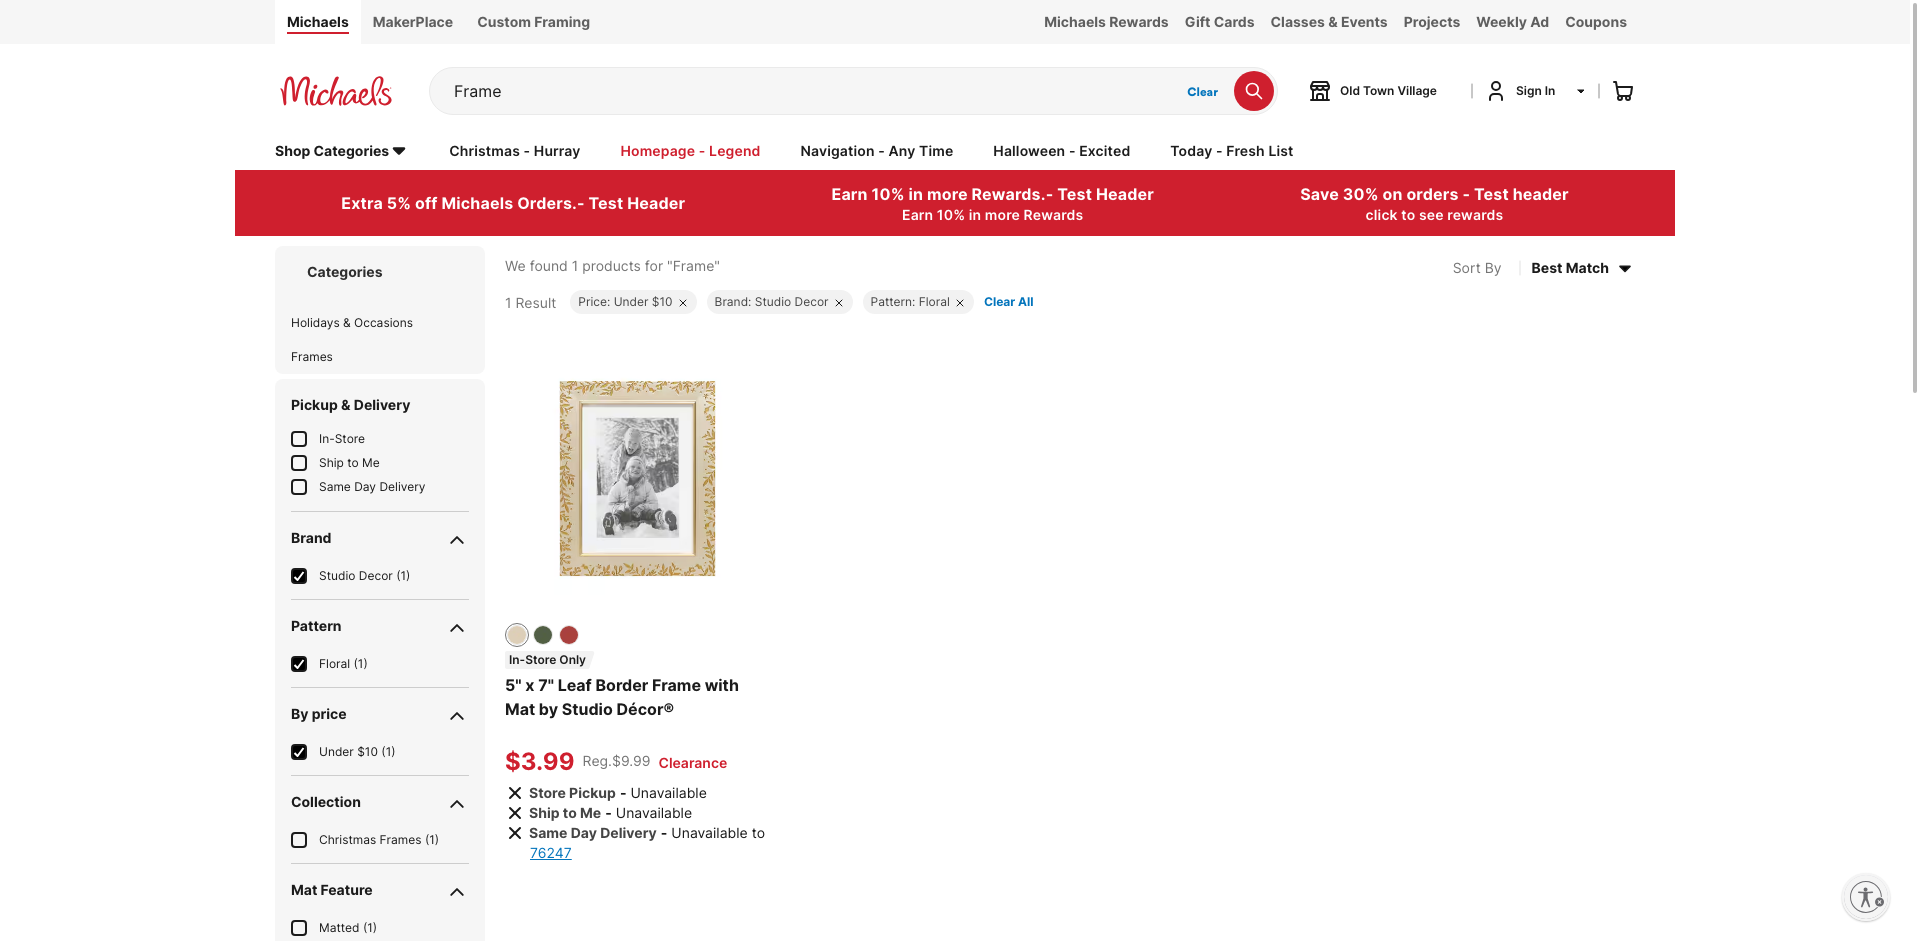 Michaels
MakerPlace
Custom Framing
Michaels Rewards
Gift Cards
Classes & Events
Projects
Weekly Ad
Coupons
Michaels
Frame
Clear
Old Town Village
Sign In
Shop Categories
Christmas - Hurray
Homepage - Legend
Navigation - Any Time
Halloween - Excited
Today - Fresh List
Extra 5% off Michaels Orders.- Test Header
Earn 10% in more Rewards.- Test Header
Earn 10% in more Rewards
Save 30% on orders - Test header
click to see rewards
Categories
Holidays & Occasions
Frames
Pickup & Delivery
In-Store
Ship to Me
Same Day Delivery
Brand
Studio Decor (1)
Pattern
Floral (1)
By price
Under $10 (1)
Collection
Christmas Frames (1)
Mat Feature
Matted (1)
We found 1 products for "Frame"
Sort By
Best Match
1 Result
Price: Under $10
Brand: Studio Decor
Pattern: Floral
Clear All
In-Store Only
5" x 7" Leaf Border Frame with
Mat by Studio Décor®
$3.99 Reg.$9.99 Clearance
Store Pickup - Unavailable
Ship to Me - Unavailable
Same Day Delivery - Unavailable to
76247